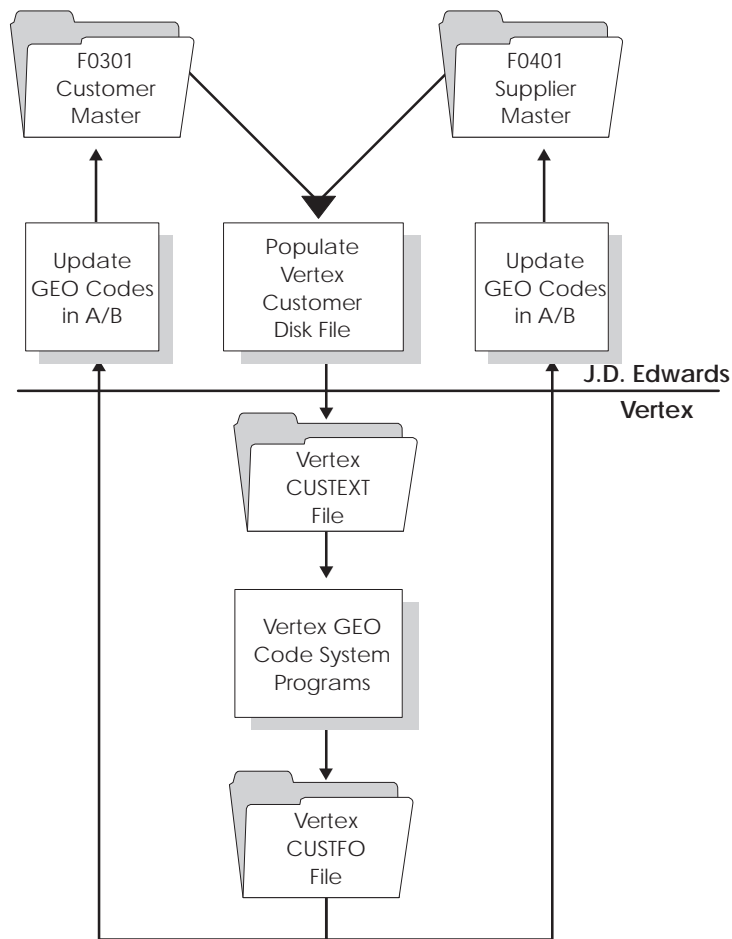 F0301
Customer
Master
F0401
Supplier
Master
Update
GEO Codes
in A/B
Populate
Vertex
Customer
Disk File
Update
GEO Codes
in A/B
J.D. Edwards
Vertex
Vertex
CUSTEXT
File
Vertex GEO
Code System
Programs
Vertex
CUSTFO
File